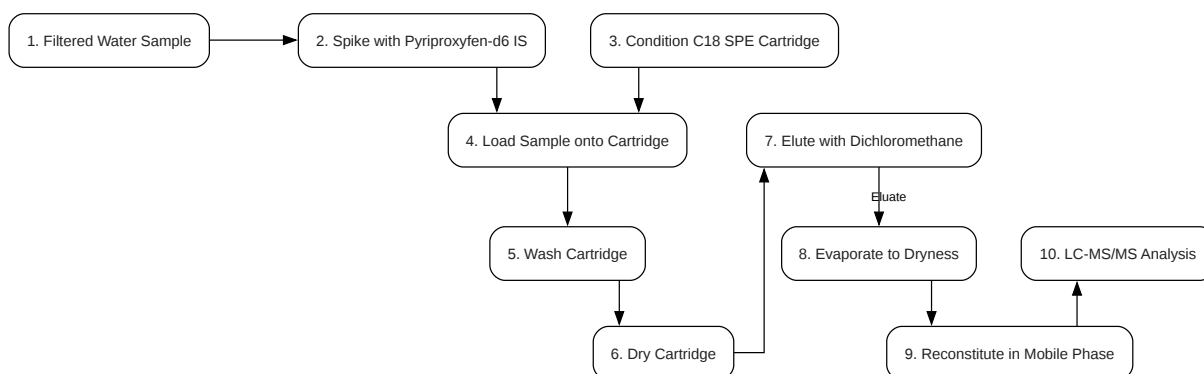 1. Filtered Water Sample
2. Spike with Pyriproxyfen-d6 IS
3. Condition C18 SPE Cartridge
4. Load Sample onto Cartridge
5. Wash Cartridge
6. Dry Cartridge
7. Elute with Dichloromethane
Eluate
8. Evaporate to Dryness
9. Reconstitute in Mobile Phase
10. LC-MS/MS Analysis